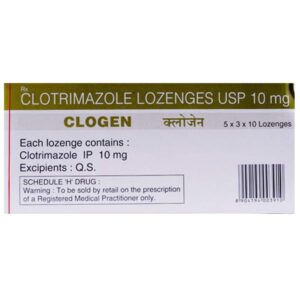 Rx
CLOTRIMAZOLE LOZENGES USP 10 mg
CLOGEN क्लोजेन 5 x 3 x 10 Lozenges
Each lozenge contains :
Clotrimazole IP 10 mg
Excipients : Q.S.
SCHEDULE 'H' DRUG :
Warning : To be sold by retail on the prescription
of a Registered Medical Practitioner only.